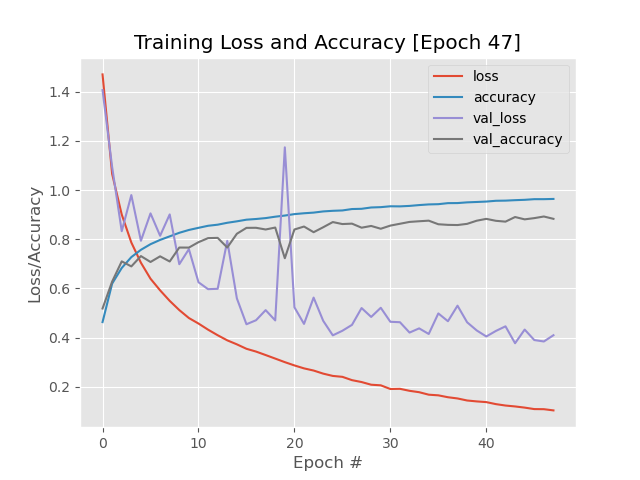 Training Loss and Accuracy [Epoch 47]
loss
accuracy
val_loss
val_accuracy
Loss/Accuracy
1.4
1.2
1.0
0.8
0.6
0.4
0.2
0
10
20
30
40
Epoch #